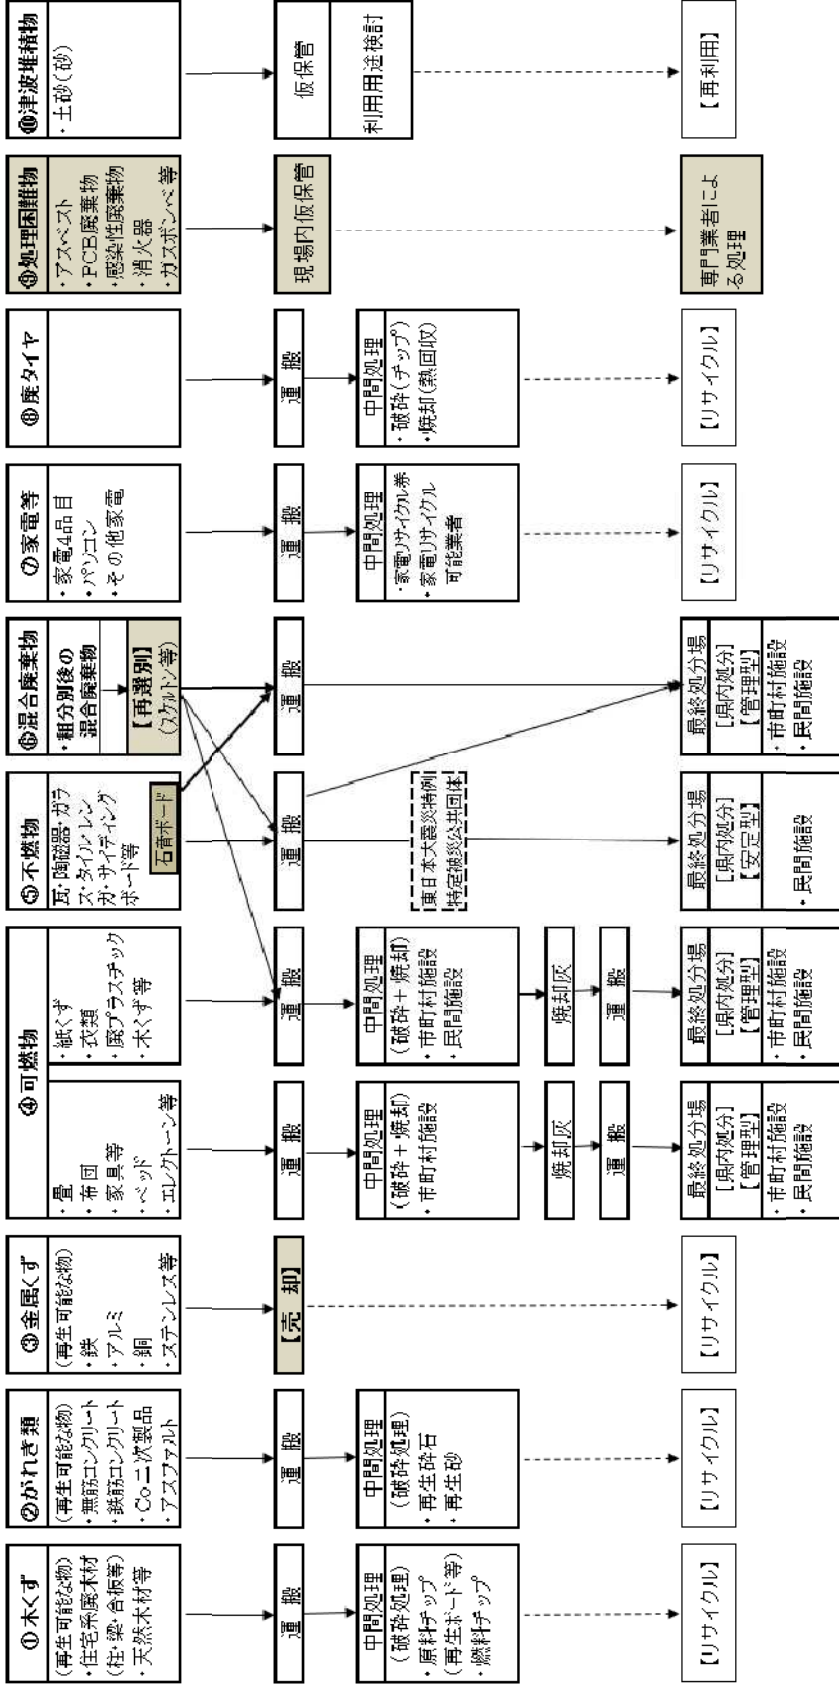 ①木くず
(再生可能な物)
・住宅系廃木材
(柱・梁・合板等)
・天然木材等
運　搬
中間処理
(破砕処理)
・原料チップ
(再生ボード等)
・燃料チップ
【リサイクル】
②がれき類
(再生可能な物)
・無筋コンクリート
・鉄筋コンクリート
・Co二次製品
・アスファルト
運　搬
中間処理
(破砕処理)
・再生砕石
・再生砂
【リサイクル】
③金属くず
(再生可能な物)
・鉄
・アルミ
・銅
・ステンレス等
【売　却】
【リサイクル】
④可燃物
・畳
・布団
・家具等
・ベッド
・エレクトーン等
運　搬
中間処理
(破砕＋焼却)
・市町村施設
焼却灰
運　搬
最終処分場
[県内処分]
【管理型】
・市町村施設
・民間施設
・紙くず
・衣類
・廃プラスチック
・木くず等
運　搬
中間処理
(破砕＋焼却)
・市町村施設
・民間施設
焼却灰
運　搬
最終処分場
[県内処分]
【管理型】
・市町村施設
・民間施設
⑤不燃物
瓦・陶磁器・ガラ
ス・タイル・レン
ガ・サイディング
ボード等
石膏ボード
運　搬
東日本大震災特例
特定被災公共団体
最終処分場
[県内処分]
【安定型】
・民間施設
⑥混合廃棄物
・粗分別後の
混合廃棄物
【再選別】
(スケルトン等)
運　搬
最終処分場
[県内処分]
【管理型】
・市町村施設
・民間施設
⑦家電等
・家電4品目
・パソコン
・その他家電
運　搬
中間処理
・家電リサイクル券
・家電リサイクル
可能業者
【リサイクル】
⑧廃タイヤ
運　搬
中間処理
・破砕(チップ)
・焼却(熱回収)
【リサイクル】
⑨処理困難物
・アスベスト
・PCB廃棄物
・感染性廃棄物
・消火器
・ガスボンベ等
現場内仮保管
専門業者によ
る処理
⑩津波堆積物
・土砂(砂)
仮保管
利用用途検討
【再利用】